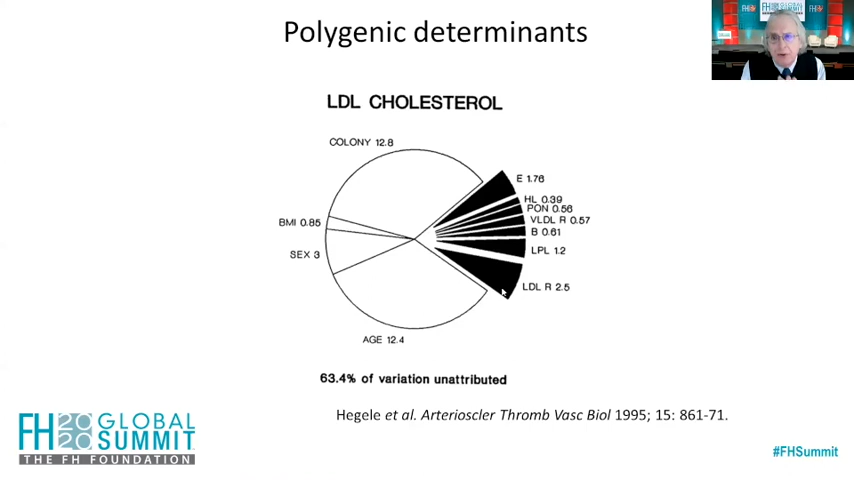 Polygenic determinants
LDL CHOLESTEROL
COLONY 12.8
E 1.76
HL 0.39
PON 0.56
VLDL R 0.57
BMI 0.85
B 0.61
LPL 1.2
SEX 3
LDL R 2.5
AGE 12.4
63.4% of variation unattributed
Hegele et al. Arterioscler Thromb Vasc Biol 1995; 15: 861-71.
FH 2020 GLOBAL
SUMMIT
THE FH FOUNDATION
#FHSummit